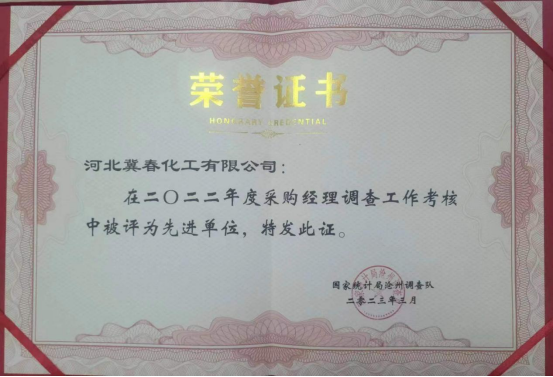 荣誉证书
HONORARY CREDENTIAL
河北冀春化工有限公司：
在二〇二二年度采购经理调查工作考核
中被评为先进单位，特发此证。
国家统计局沧州调查队
二零二三年三月